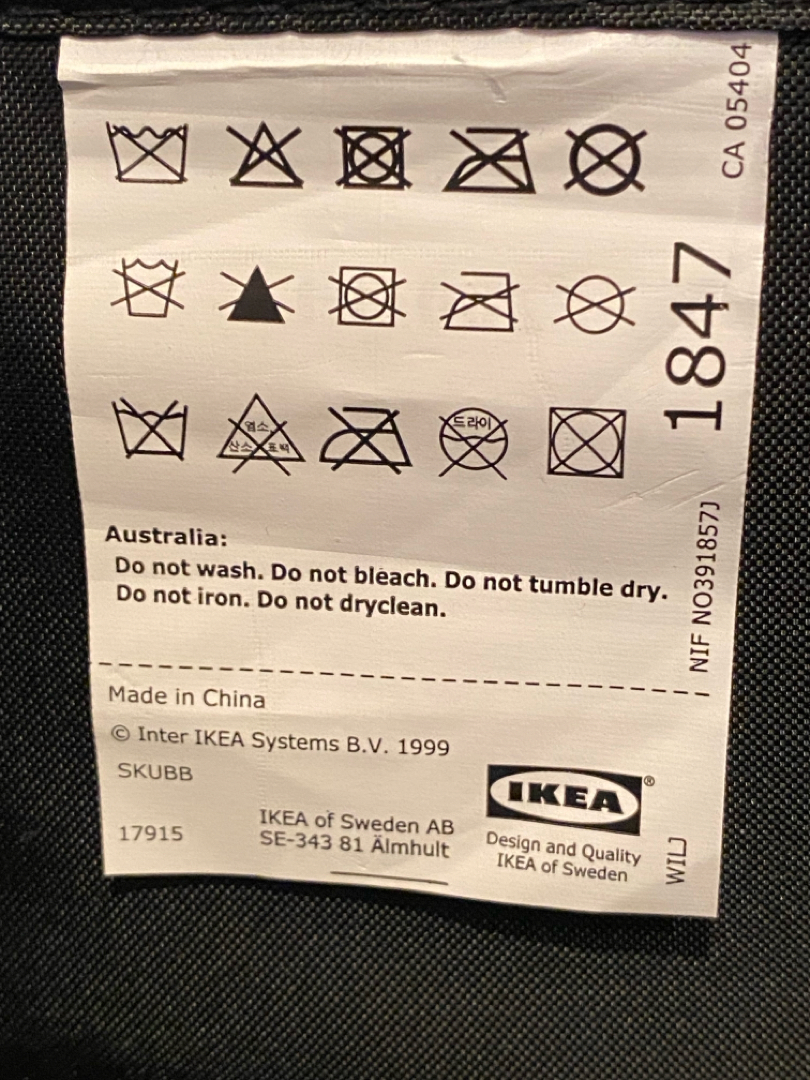 CA 05404
1847
염소
산소 표백
드라이
NIF NO391857J
Australia:
Do not wash. Do not bleach. Do not tumble dry.
Do not iron. Do not dryclean.
Made in China
© Inter IKEA Systems B.V. 1999
SKUBB
17915
IKEA of Sweden AB
SE-343 81 Älmhult
IKEA®
Design and Quality
IKEA of Sweden
WILJ